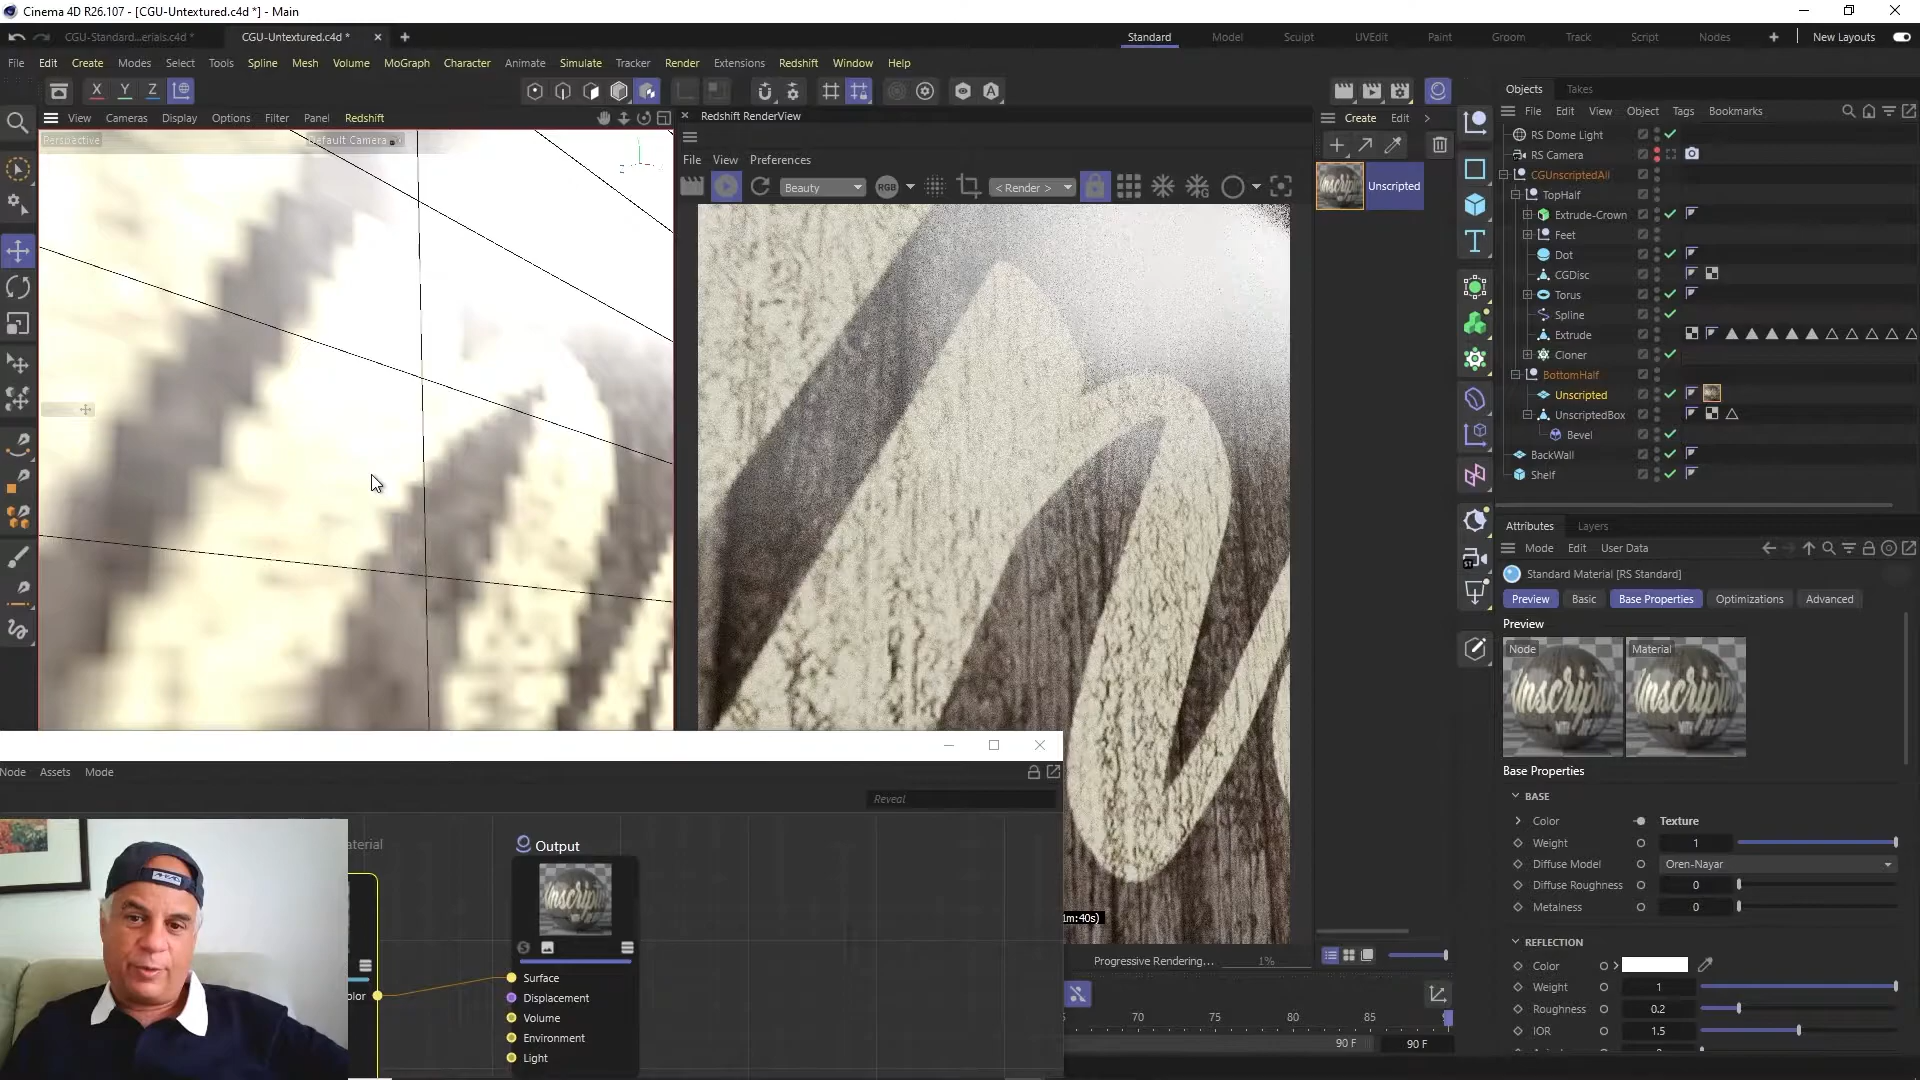 Cinema 4D R26.107 - [CGU-Untextured.c4d *] - Main
CGU-Standard...erials.c4d *
CGU-Untextured.c4d *
Standard
Model
Sculpt
UVEdit
Paint
Groom
Track
Script
Nodes
New Layouts
File
Edit
Create
Modes
Select
Tools
Spline
Mesh
Volume
MoGraph
Character
Animate
Simulate
Tracker
Render
Extensions
Redshift
Window
Help
X
Y
Z
View
Cameras
Display
Options
Filter
Panel
Redshift
Perspective
Default Camera
Redshift RenderView
File
View
Preferences
Beauty
RGB
< Render >
Create
Edit
Unscripted
Objects
Takes
File
Edit
View
Object
Tags
Bookmarks
RS Dome Light
RS Camera
CGUnscriptedAll
TopHalf
Extrude-Crown
Feet
Dot
CGDisc
Torus
Spline
Extrude
Cloner
BottomHalf
Unscripted
UnscriptedBox
Bevel
BackWall
Shelf
Attributes
Layers
Mode
Edit
User Data
Standard Material [RS Standard]
Preview
Basic
Base Properties
Optimizations
Advanced
Preview
Node
Material
Base Properties
BASE
Color
Texture
Weight
1
Diffuse Model
Oren-Nayar
Diffuse Roughness
0
Metalness
0
REFLECTION
Color
Weight
1
Roughness
0.2
IOR
1.5
Node
Assets
Mode
Reveal
aterial
olor
Output
Surface
Displacement
Volume
Environment
Light
1m:40s)
Progressive Rendering...
1%
70
75
80
85
90 F
90 F